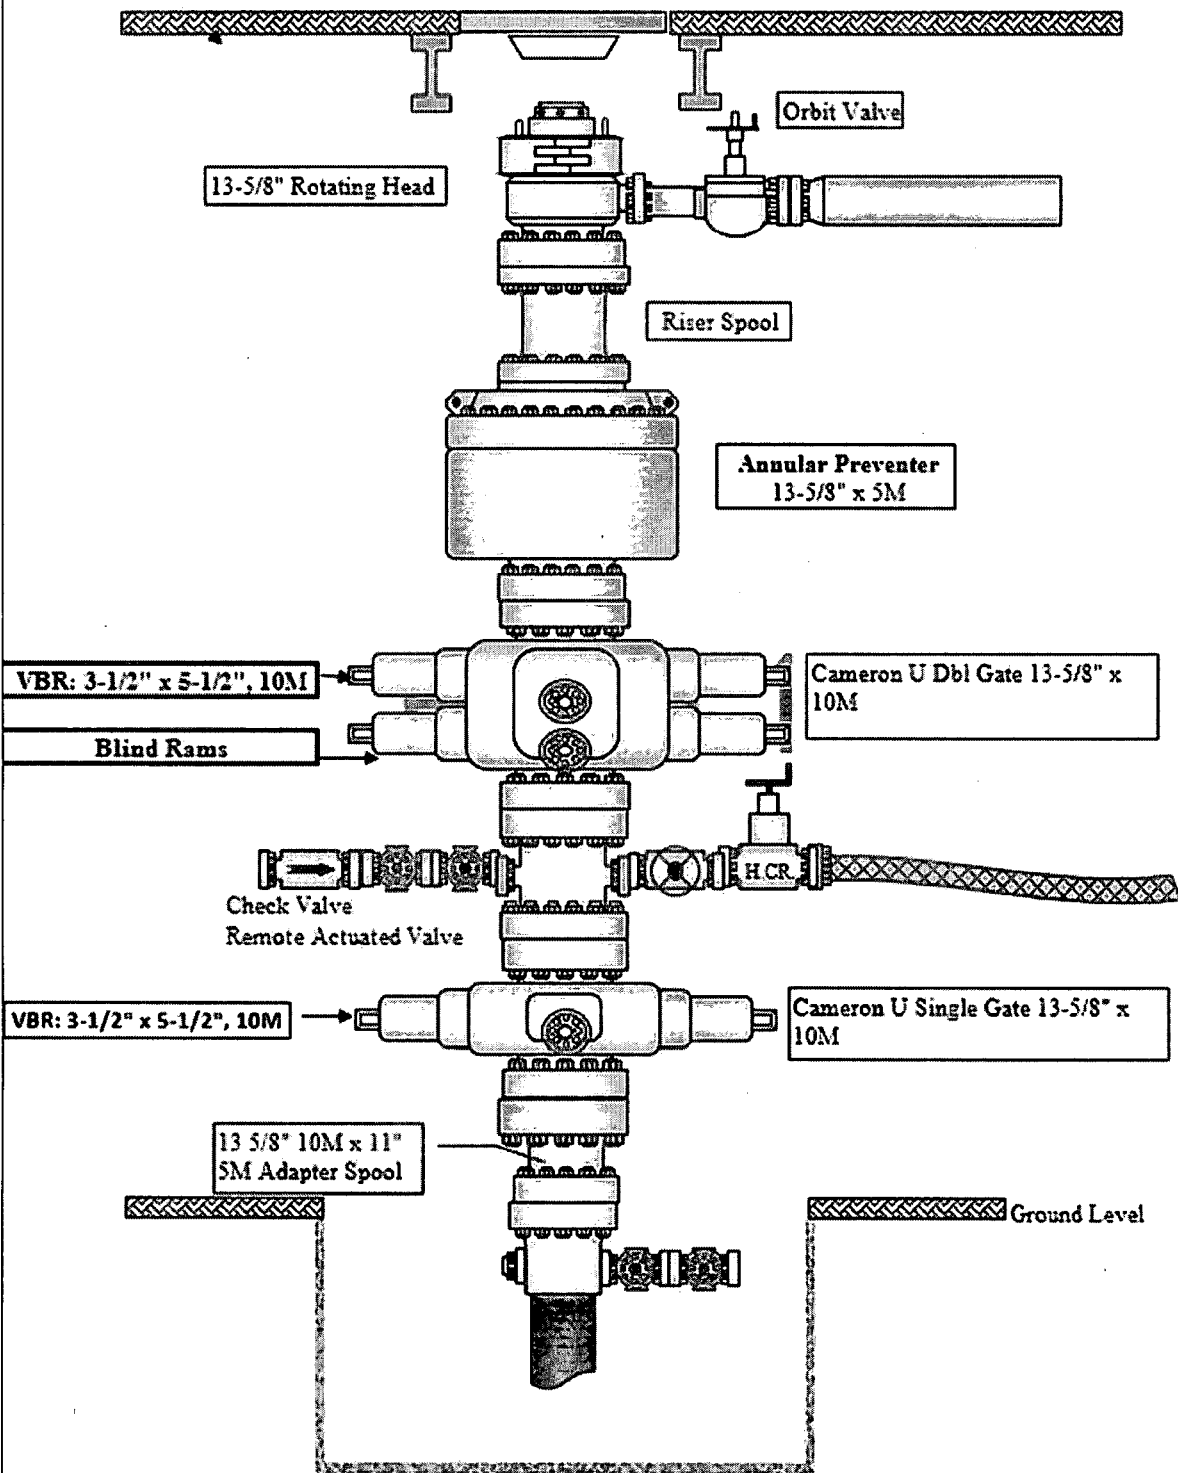 Orbit Valve
13-5/8" Rotating Head
Riser Spool
Annular Preventer
13-5/8" x 5M
VBR: 3-1/2" x 5-1/2", 10M
Cameron U Dbl Gate 13-5/8" x
10M
Blind Rams
H.CR.
Check Valve
Remote Actuated Valve
VBR: 3-1/2" x 5-1/2", 10M
Cameron U Single Gate 13-5/8" x
10M
13 5/8" 10M x 11"
5M Adapter Spool
Ground Level